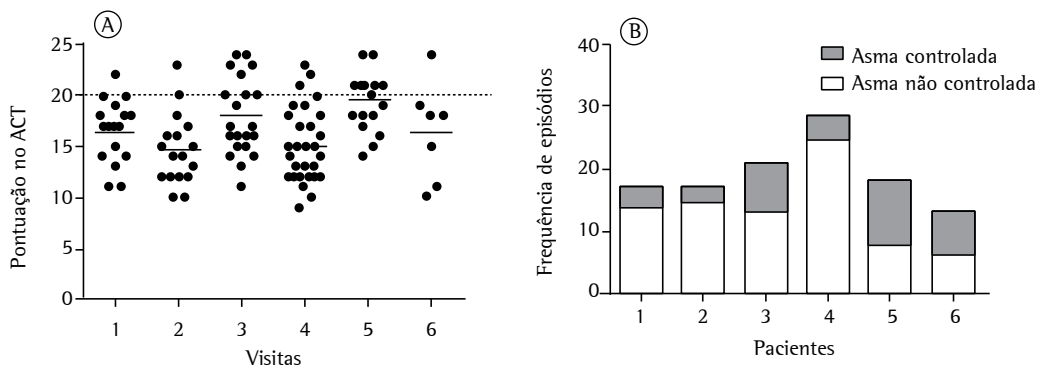 A
Pontuação no ACT
25
20
15
10
5
0
1 2 3 4 5 6
Visitas
B
Frequência de episódios
40
30
20
10
0
Asma controlada
Asma não controlada
1 2 3 4 5 6
Pacientes